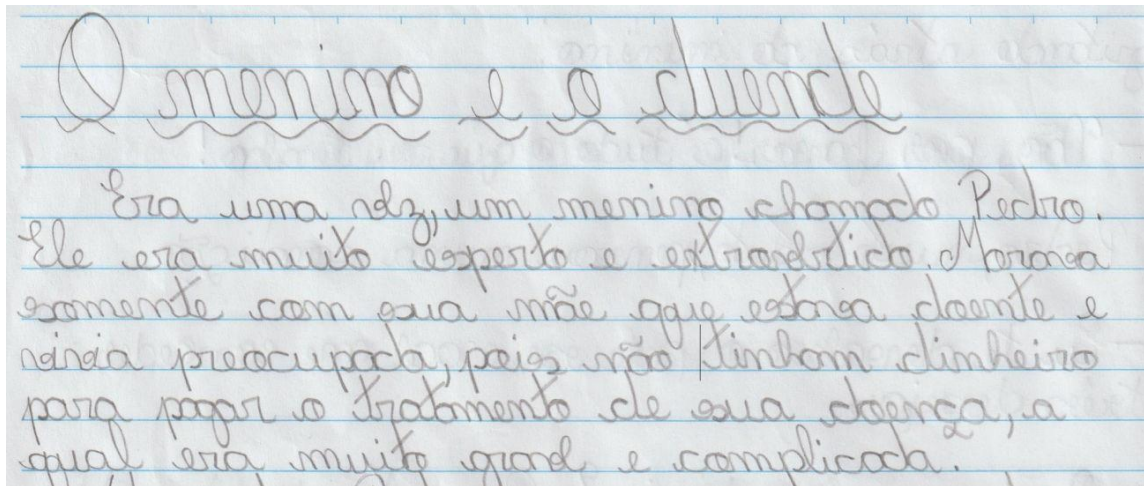 O menino e o duende
Era uma vez, um menino chamado Pedro.
Ele era muito esperto e extrovertido. Morava
somente com sua mãe que estava doente e
vivia preocupada, pois não tinham dinheiro
para pagar o tratamento de sua doença, a
qual era muito grave e complicada.